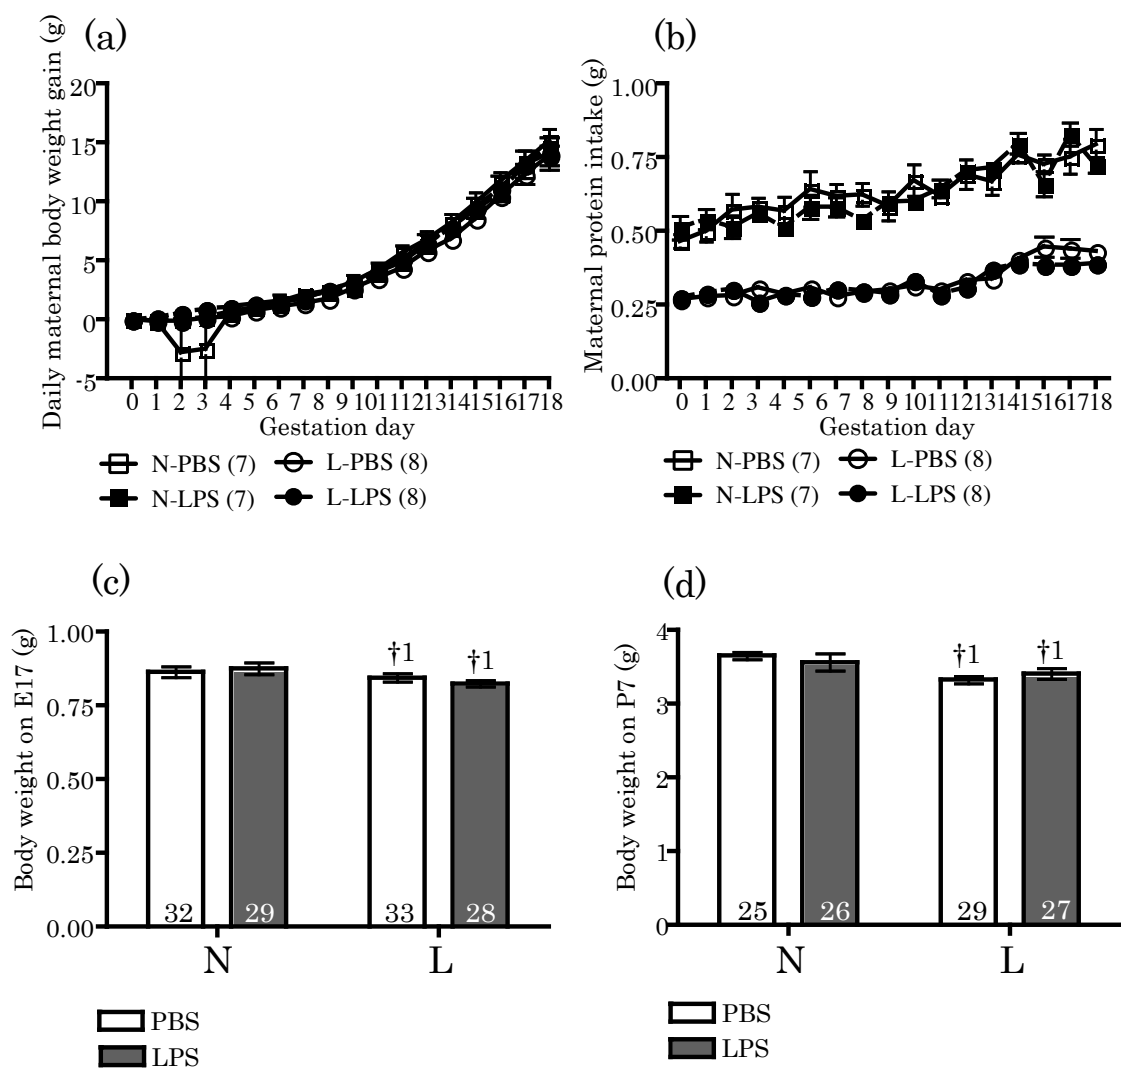 (a)
Daily maternal body weight gain (g)
20
15
10
5
0
-5
0 1 2 3 4 5 6 7 8 9 10 11 12 13 14 15 16 17 18
Gestation day
N-PBS (7) L-PBS (8)
N-LPS (7) L-LPS (8)
(b)
Maternal protein intake (g)
1.00
0.75
0.50
0.25
0.00
0 1 2 3 4 5 6 7 8 9 10 11 12 13 14 15 16 17 18
Gestation day
N-PBS (7) L-PBS (8)
N-LPS (7) L-LPS (8)
(c)
Body weight on E17 (g)
1.00
0.75
0.50
0.25
0.00
†1 †1
32 29 33 28
N L
PBS
LPS
(d)
Body weight on P7 (g)
4
3
2
1
0
†1 †1
25 26 29 27
N L
PBS
LPS